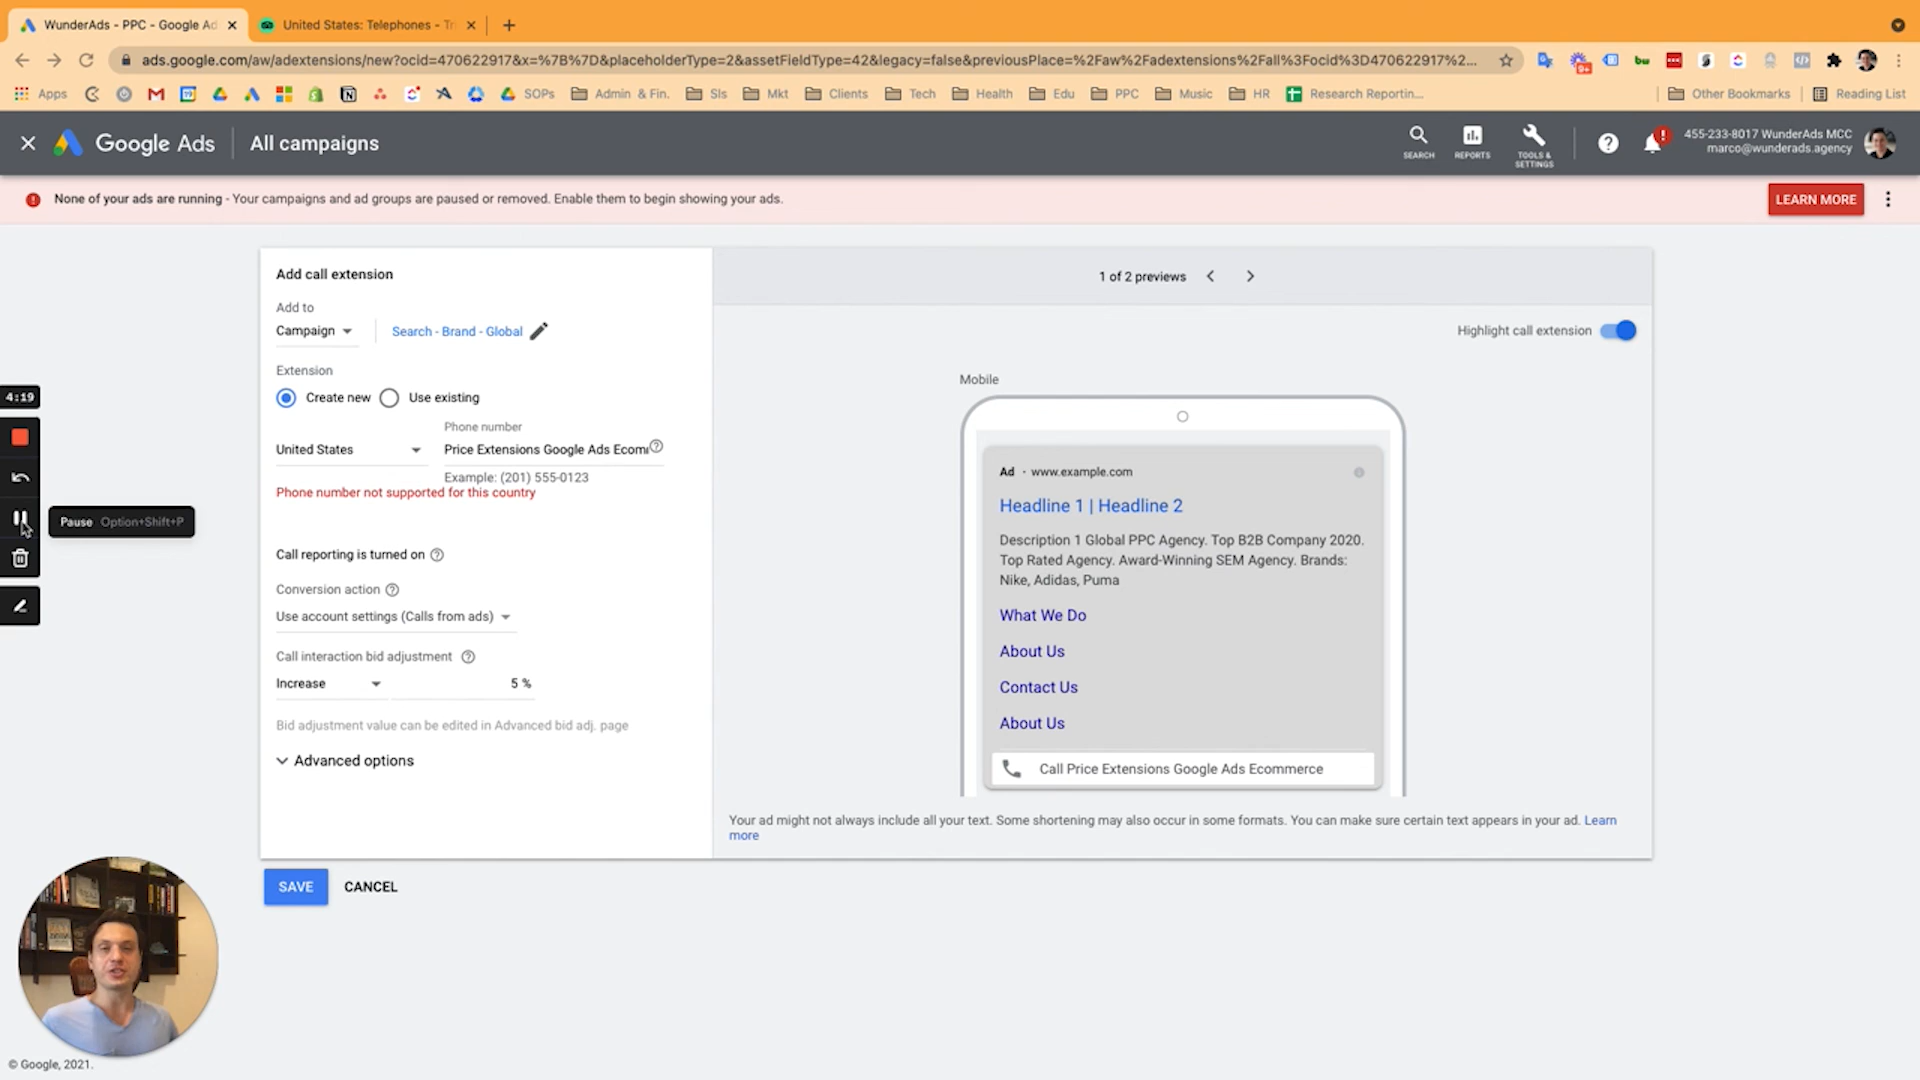 WunderAds - PPC - Google Ad
United States: Telephones - Tr
ads.google.com/aw/adextensions/new?ocid=470622917&x=%7B%7D&placeholderType=2&assetFieldType=42&legacy=false&previousPlace=%2Faw%2Fadextensions%2Fall%3Focid%3D470622917%2...
Apps
SOPs
Admin & Fin.
Sls
Mkt
Clients
Tech
Health
Edu
PPC
Music
HR
Research Reportin...
Other Bookmarks
Reading List
Google Ads
All campaigns
SEARCH
REPORTS
TOOLS & SETTINGS
455-233-8017 WunderAds MCC
marco@wunderads.agency
None of your ads are running - Your campaigns and ad groups are paused or removed. Enable them to begin showing your ads.
LEARN MORE
Add call extension
Add to
Campaign
Search - Brand - Global
Extension
Create new
Use existing
United States
Phone number
Price Extensions Google Ads Ecom
Example: (201) 555-0123
Phone number not supported for this country
Call reporting is turned on
Conversion action
Use account settings (Calls from ads)
Call interaction bid adjustment
Increase
5 %
Bid adjustment value can be edited in Advanced bid adj. page
Advanced options
SAVE
CANCEL
1 of 2 previews
Highlight call extension
Mobile
Ad · www.example.com
Headline 1 | Headline 2
Description 1 Global PPC Agency. Top B2B Company 2020.
Top Rated Agency. Award-Winning SEM Agency. Brands:
Nike, Adidas, Puma
What We Do
About Us
Contact Us
About Us
Call Price Extensions Google Ads Ecommerce
Your ad might not always include all your text. Some shortening may also occur in some formats. You can make sure certain text appears in your ad. Learn
more
4:19
Pause Option+Shift+P
© Google, 2021.